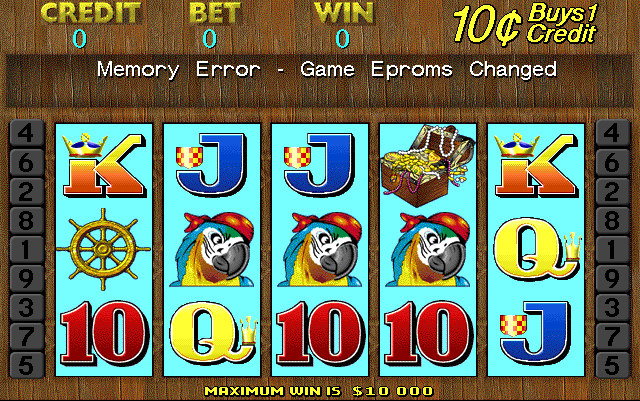 CREDIT BET WIN 10¢ Buys 1 Credit
0 0 0
Memory Error - Game Eproms Changed
4 K J J K 4
6 6
2 2
8 8
1 Q 1
9 9
3 10 Q 10 10 J 3
7 7
5 5
MAXIMUM WIN IS $10 000